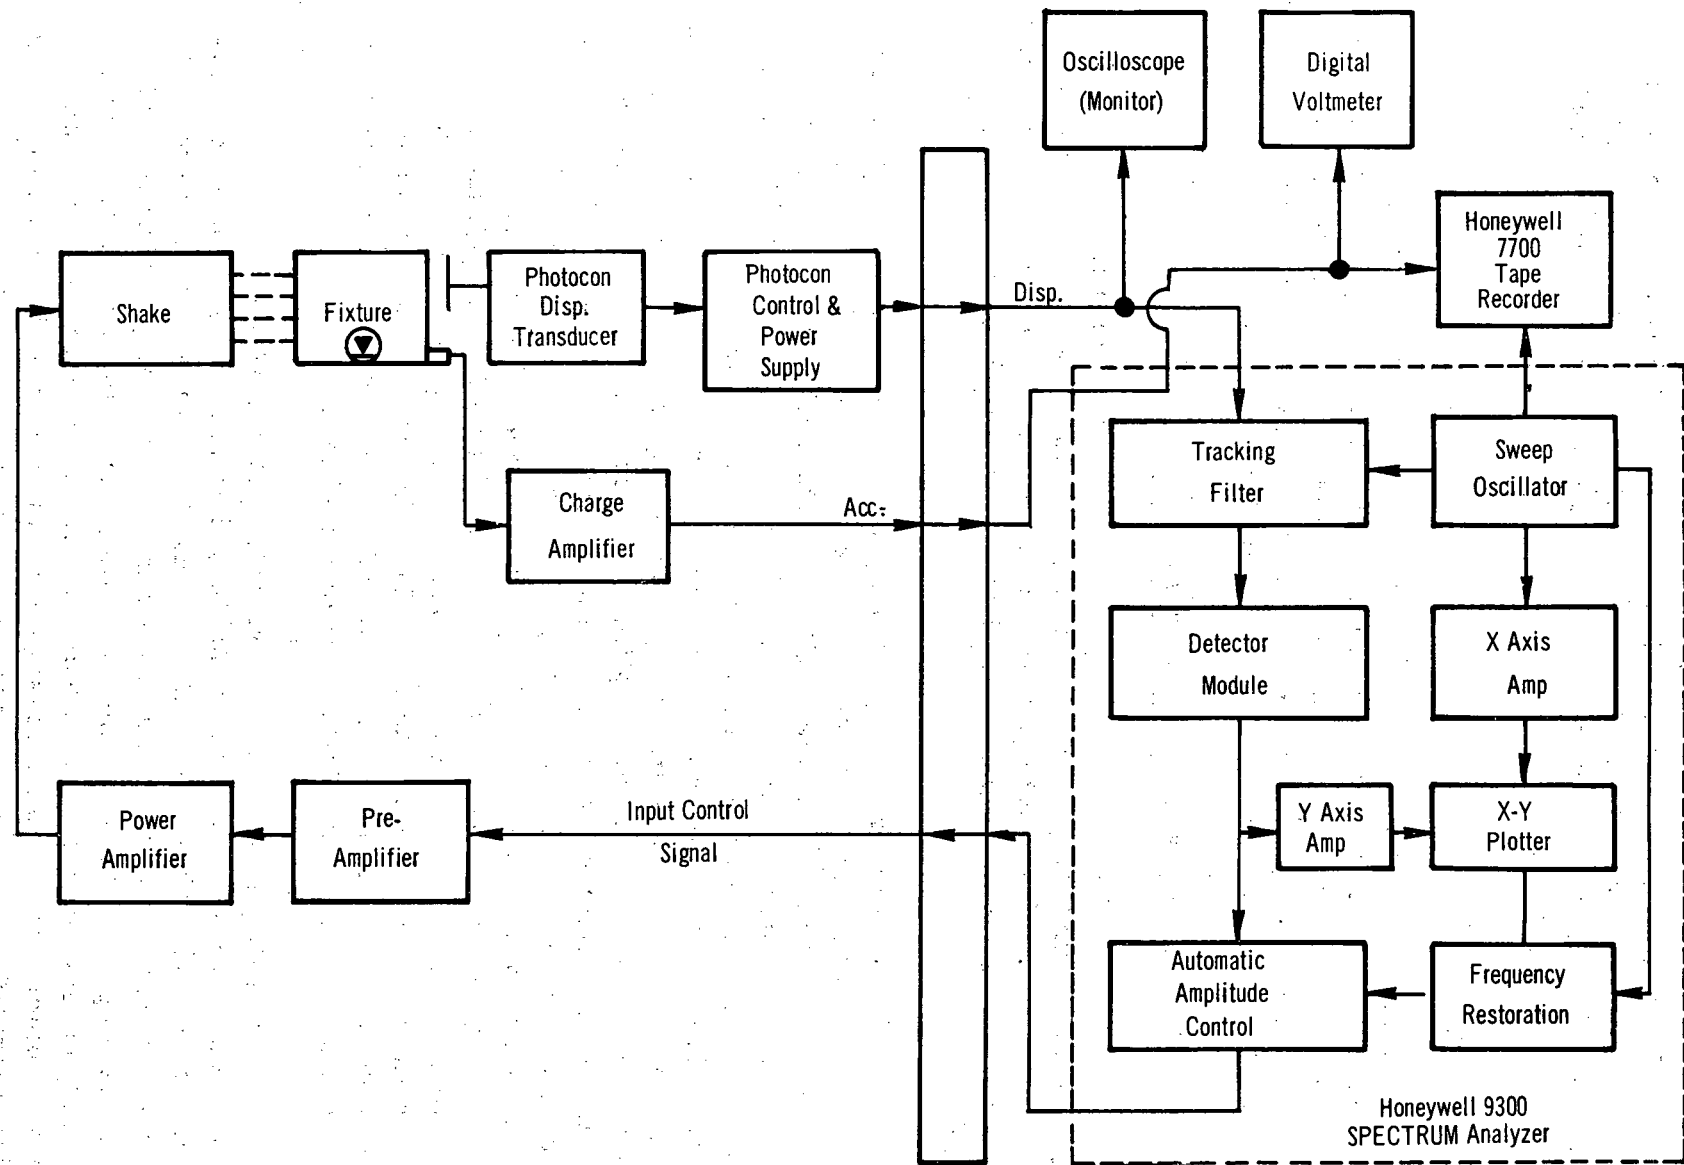 Oscilloscope
(Monitor)
Digital
Voltmeter
Honeywell
7700
Tape
Recorder
Shake
Fixture
Photocon
Disp.
Transducer
Photocon
Control &
Power
Supply
Disp.
Tracking
Filter
Sweep
Oscillator
Charge
Amplifier
Acc.
Detector
Module
X Axis
Amp
Power
Amplifier
Pre-
Amplifier
Input Control
Signal
Y Axis
Amp
X-Y
Plotter
Automatic
Amplitude
Control
Frequency
Restoration
Honeywell 9300
SPECTRUM Analyzer